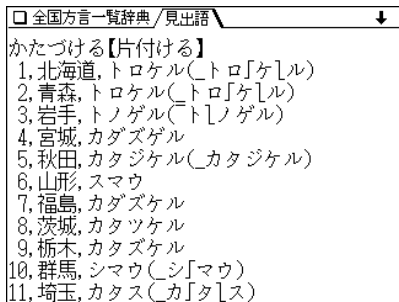 全国方言一覧辞典 見出語 ↓
かたづける【片付ける】
1,北海道,トロケル(_トロ｢ケ⌉ル)
2,青森,トロケル(_トロ｢ケ⌉ル)
3,岩手,トノゲル(￣ト⌉ノゲル)
4,宮城,カダズゲル
5,秋田,カタジケル(_カタジケル)
6,山形,スマウ
7,福島,カダズケル
8,茨城,カタツケル
9,栃木,カタズケル
10,群馬,シマウ(_シ｢マウ)
11,埼玉,カタス(_カ｢タ⌉ス)